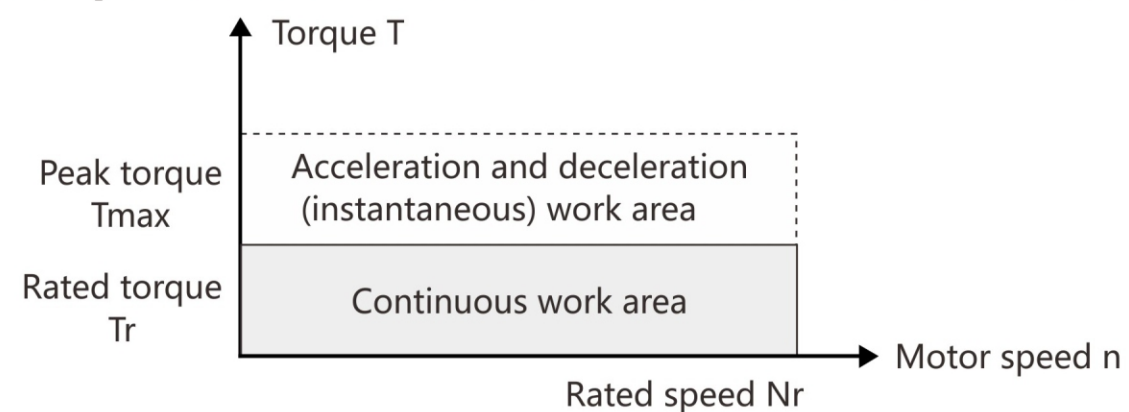 Torque T
Peak torque
Tmax
Acceleration and deceleration
(instantaneous) work area
Rated torque
Tr
Continuous work area
Motor speed n
Rated speed Nr